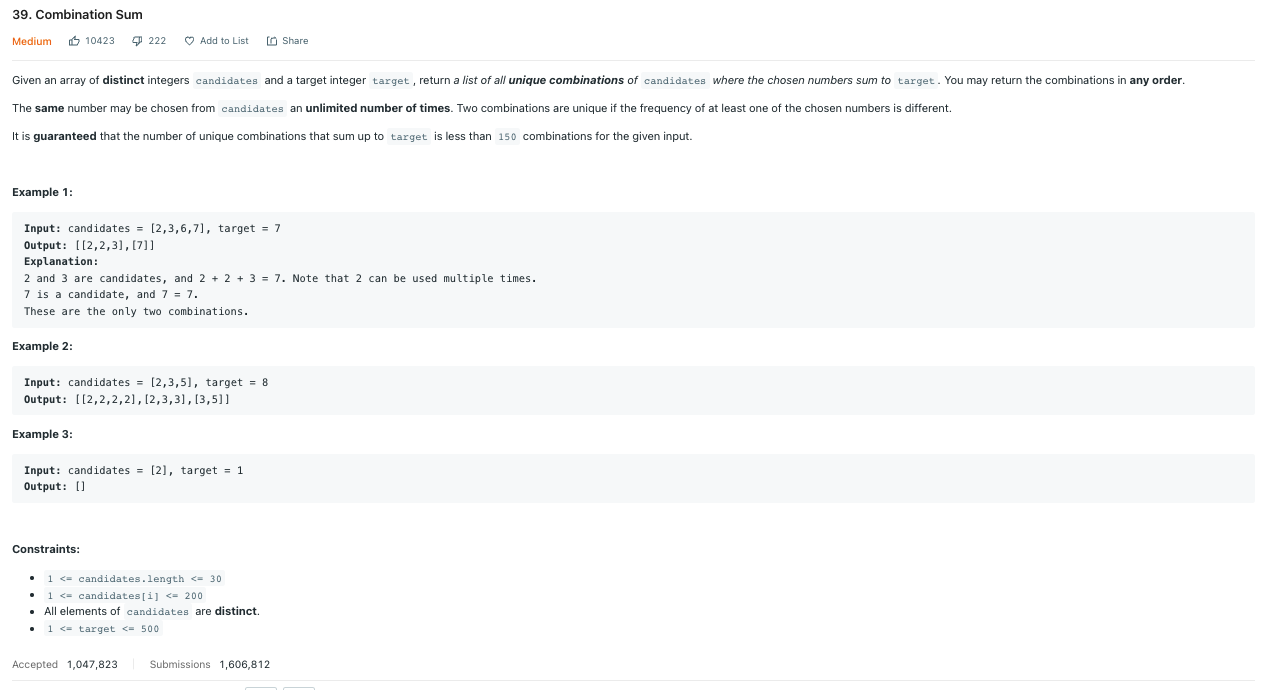 39. Combination Sum
Medium 10423 222 Add to List Share
Given an array of distinct integers candidates and a target integer target, return a list of all unique combinations of candidates where the chosen numbers sum to target. You may return the combinations in any order.
The same number may be chosen from candidates an unlimited number of times. Two combinations are unique if the frequency of at least one of the chosen numbers is different.
It is guaranteed that the number of unique combinations that sum up to target is less than 150 combinations for the given input.
Example 1:
Input: candidates = [2,3,6,7], target = 7
Output: [[2,2,3],[7]]
Explanation:
2 and 3 are candidates, and 2 + 2 + 3 = 7. Note that 2 can be used multiple times.
7 is a candidate, and 7 = 7.
These are the only two combinations.
Example 2:
Input: candidates = [2,3,5], target = 8
Output: [[2,2,2,2],[2,3,3],[3,5]]
Example 3:
Input: candidates = [2], target = 1
Output: []
Constraints:
• 1 <= candidates.length <= 30
• 1 <= candidates[i] <= 200
• All elements of candidates are distinct.
• 1 <= target <= 500
Accepted 1,047,823 Submissions 1,606,812